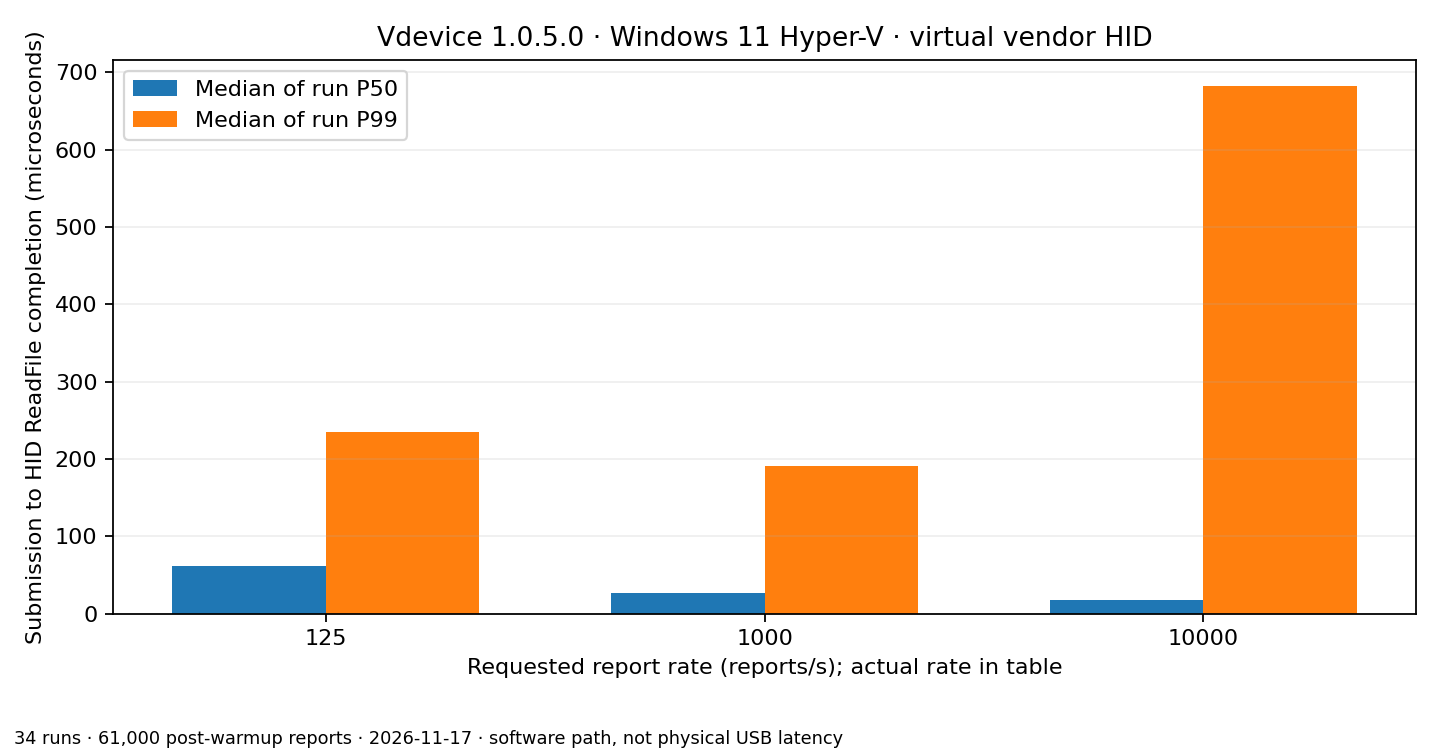 Vdevice 1.0.5.0 · Windows 11 Hyper-V · virtual vendor HID
Submission to HID ReadFile completion (microseconds)
700
600
500
400
300
200
100
0
Median of run P50
Median of run P99
125
1000
10000
Requested report rate (reports/s); actual rate in table
34 runs · 61,000 post-warmup reports · 2026-11-17 · software path, not physical USB latency